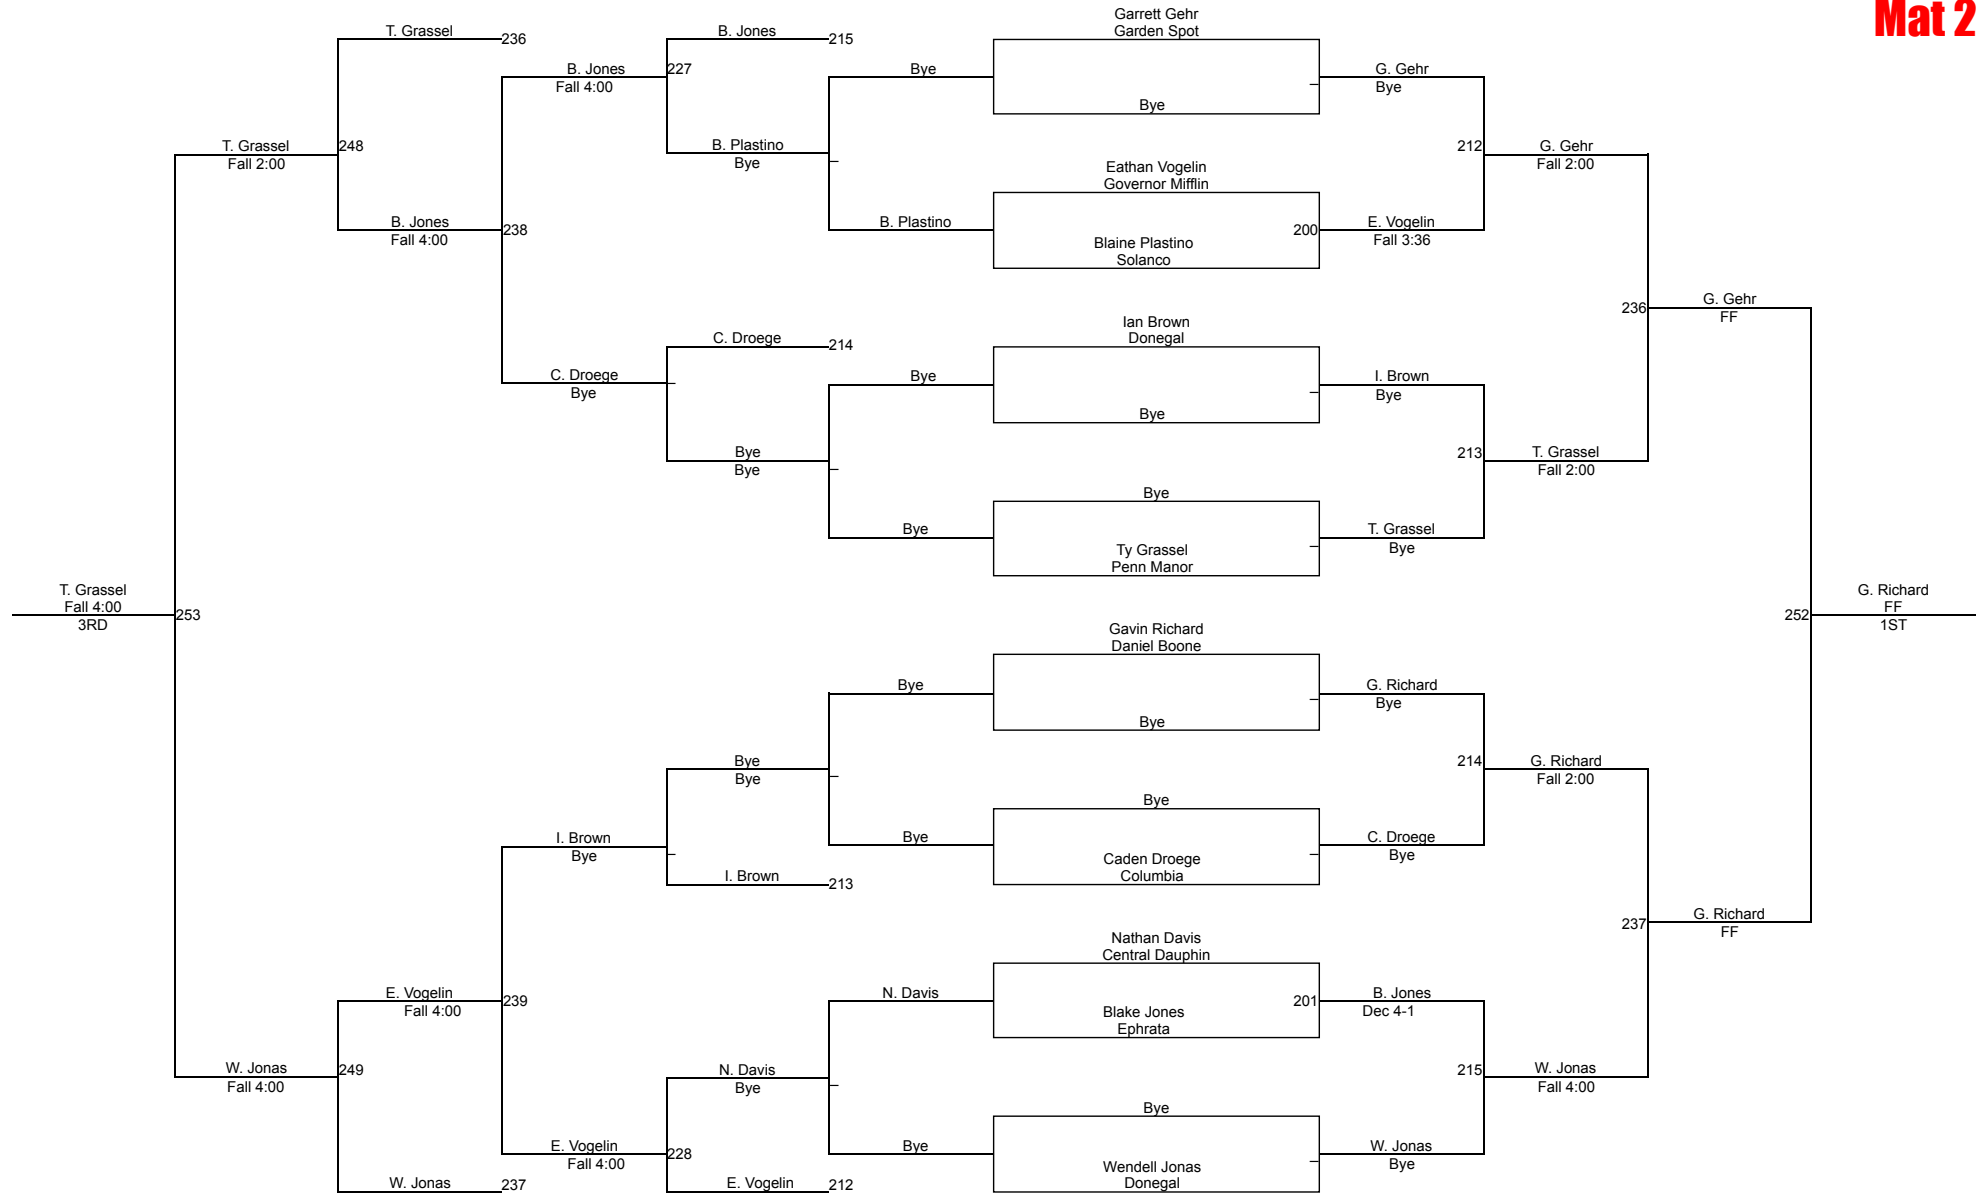 Mat 2
Garrett Gehr
Garden Spot
T. Grassel 236
B. Jones 215
B. Jones 227
Fall 4:00
Bye
G. Gehr
Bye
Bye
T. Grassel 248
Fall 2:00
B. Plastino
Bye
212
G. Gehr
Fall 2:00
Eathan Vogelin
Governor Mifflin
B. Jones 238
Fall 4:00
B. Plastino
Blaine Plastino
Solanco
200
E. Vogelin
Fall 3:36
236
G. Gehr
FF
Ian Brown
Donegal
C. Droege 214
C. Droege
Bye
Bye
Bye
I. Brown
Bye
Bye
Bye
213
T. Grassel
Fall 2:00
Bye
Bye
Ty Grassel
Penn Manor
T. Grassel
Bye
T. Grassel
Fall 4:00
3RD
253
252
G. Richard
FF
1ST
Gavin Richard
Daniel Boone
Bye
Bye
G. Richard
Bye
Bye
Bye
214
G. Richard
Fall 2:00
Bye
I. Brown
Bye
Bye
Caden Droege
Columbia
C. Droege
Bye
I. Brown 213
237
G. Richard
FF
Nathan Davis
Central Dauphin
E. Vogelin 239
Fall 4:00
N. Davis
Blake Jones
Ephrata
201
B. Jones
Dec 4-1
W. Jonas 249
Fall 4:00
N. Davis
Bye
215
W. Jonas
Fall 4:00
Bye
E. Vogelin 228
Fall 4:00
Bye
Wendell Jonas
Donegal
W. Jonas
Bye
W. Jonas 237
E. Vogelin 212